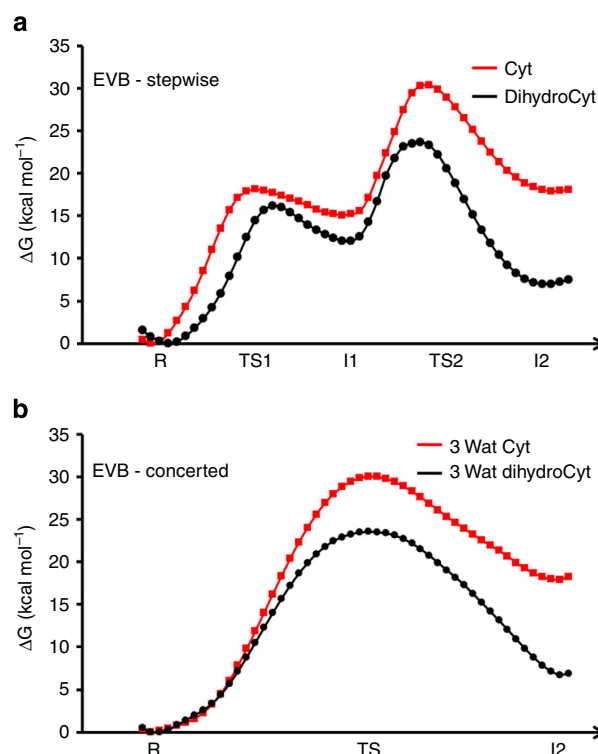 a
35
30
25
20
15
10
5
0
ΔG (kcal mol⁻¹)
EVB - stepwise
Cyt
DihydroCyt
R TS1 I1 TS2 I2
b
35
30
25
20
15
10
5
0
ΔG (kcal mol⁻¹)
EVB - concerted
3 Wat Cyt
3 Wat dihydroCyt
R TS I2